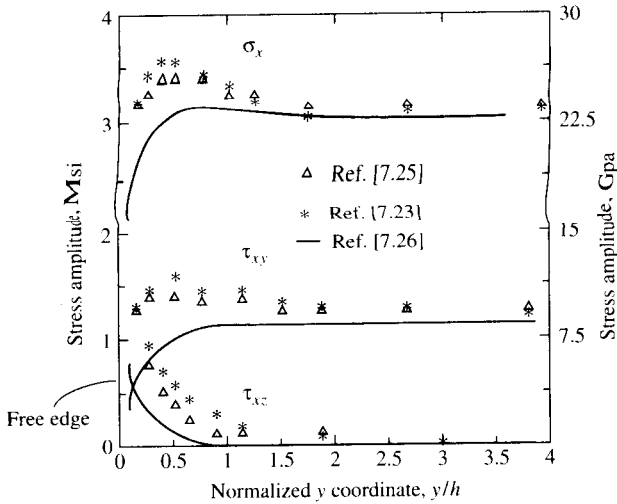 4
3
2
1
0
Stress amplitude, Msi
30
22.5
15
7.5
Stress amplitude, Gpa
σx
Δ Ref. [7.25]
* Ref. [7.23]
— Ref. [7.26]
τxy
τxz
Free edge
0 0.5 1 1.5 2 2.5 3 3.5 4
Normalized y coordinate, y/h